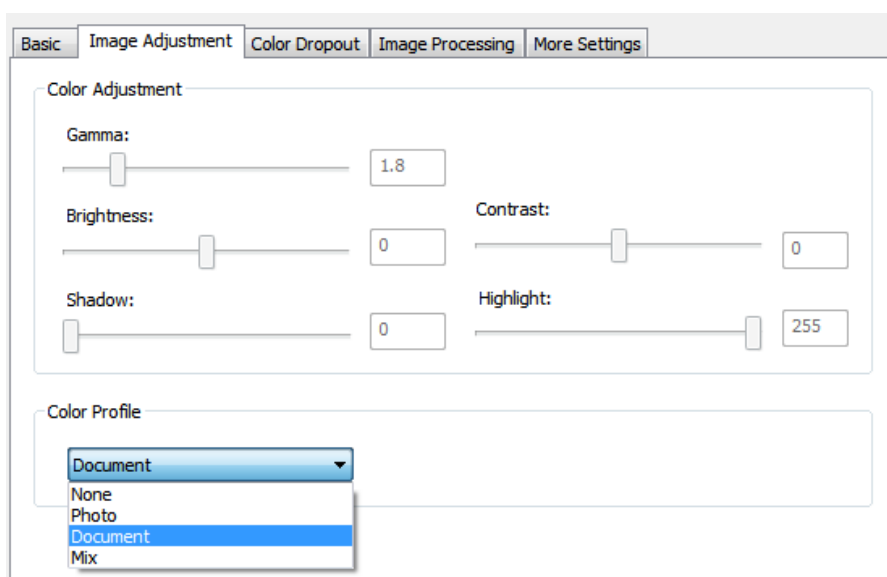 Basic Image Adjustment Color Dropout Image Processing More Settings
Color Adjustment
Gamma:
1.8
Brightness:
0
Contrast:
0
Shadow:
0
Highlight:
255
Color Profile
Document
None
Photo
Document
Mix